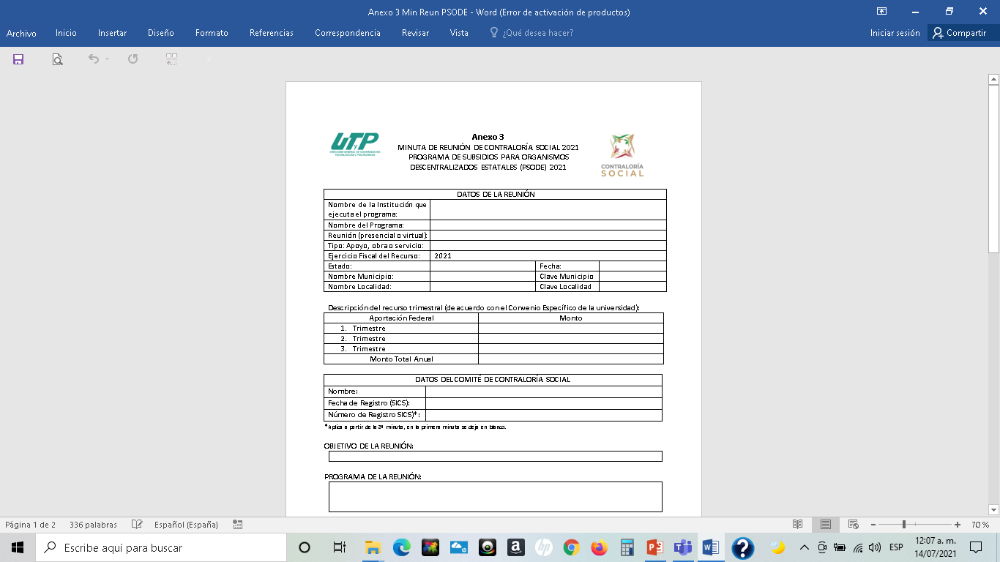 Anexo 3 Min Reun PSODE - Word (Error de activación de productos)
Archivo Inicio Insertar Diseño Formato Referencias Correspondencia Revisar Vista ¿Qué desea hacer? Iniciar sesión Compartir
UTyP
DIRECCIÓN GENERAL DE UNIVERSIDADES
TECNOLÓGICAS y POLITÉCNICAS
Anexo 3
MINUTA DE REUNIÓN DE CONTRALORÍA SOCIAL 2021
PROGRAMA DE SUBSIDIOS PARA ORGANISMOS
DESCENTRALIZADOS ESTATALES (PSODE) 2021
CONTRALORÍA
SOCIAL
DATOS DE LA REUNIÓN
Nombre de la Institución que
ejecuta el programa:
Nombre del Programa:
Reunión (presencial o virtual):
Tipo: Apoyo, obra o servicio:
Ejercicio Fiscal del Recurso: 2021
Estado: Fecha:
Nombre Municipio: Clave Municipio
Nombre Localidad: Clave Localidad
Descripción del recurso trimestral (de acuerdo con el Convenio Específico de la universidad):
Aportación Federal Monto
1. Trimestre
2. Trimestre
3. Trimestre
Monto Total Anual
DATOS DEL COMITÉ DE CONTRALORÍA SOCIAL
Nombre:
Fecha de Registro (SICS):
Número de Registro SICS)*:
*Aplica a partir de la 2ª minuta, en la primera minuta se deja en blanco.
OBJETIVO DE LA REUNIÓN:
PROGRAMA DE LA REUNIÓN:
Página 1 de 2 336 palabras Español (España) 70 %
Escribe aquí para buscar
ESP
12:07 a. m.
14/07/2021